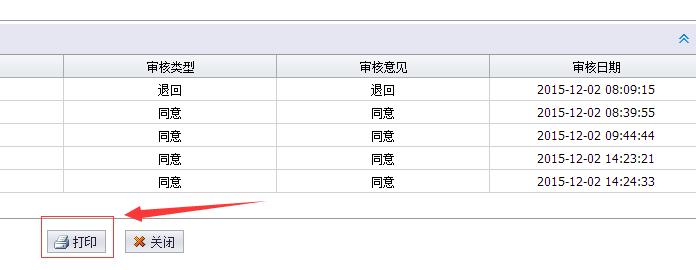 审核类型 审核意见 审核日期
退回 退回 2015-12-02 08:09:15
同意 同意 2015-12-02 08:39:55
同意 同意 2015-12-02 09:44:44
同意 同意 2015-12-02 14:23:21
同意 同意 2015-12-02 14:24:33
打印 关闭